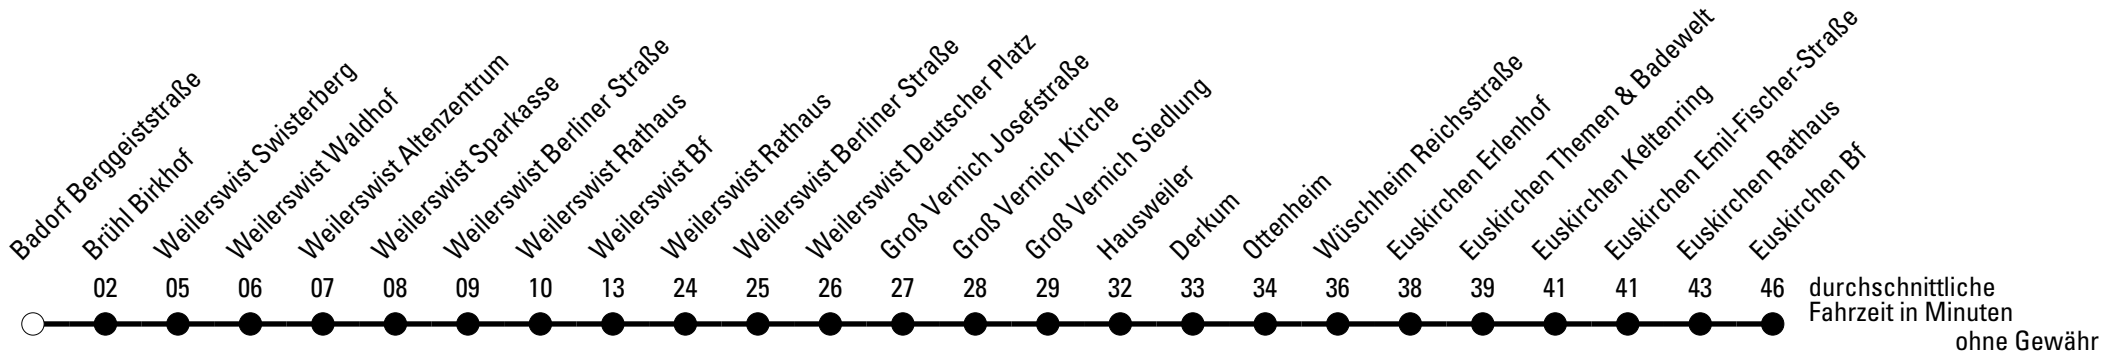 Badorf Berggeiststraße
Brühl Birkhof
Weilerswist Swisterberg
Weilerswist Waldhof
Weilerswist Altenzentrum
Weilerswist Sparkasse
Weilerswist Berliner Straße
Weilerswist Rathaus
Weilerswist Bf
Weilerswist Rathaus
Weilerswist Berliner Straße
Weilerswist Deutscher Platz
Groß Vernich Josefstraße
Groß Vernich Kirche
Groß Vernich Siedlung
Hausweiler
Derkum
Ottenheim
Wüschheim Reichsstraße
Euskirchen Erlenhof
Euskirchen Themen & Badewelt
Euskirchen Keltenring
Euskirchen Emil-Fischer-Straße
Euskirchen Rathaus
Euskirchen Bf
02 05 06 07 08 09 10 13 24 25 26 27 28 29 32 33 34 36 38 39 41 41 43 46 durchschnittliche
Fahrzeit in Minuten
ohne Gewähr